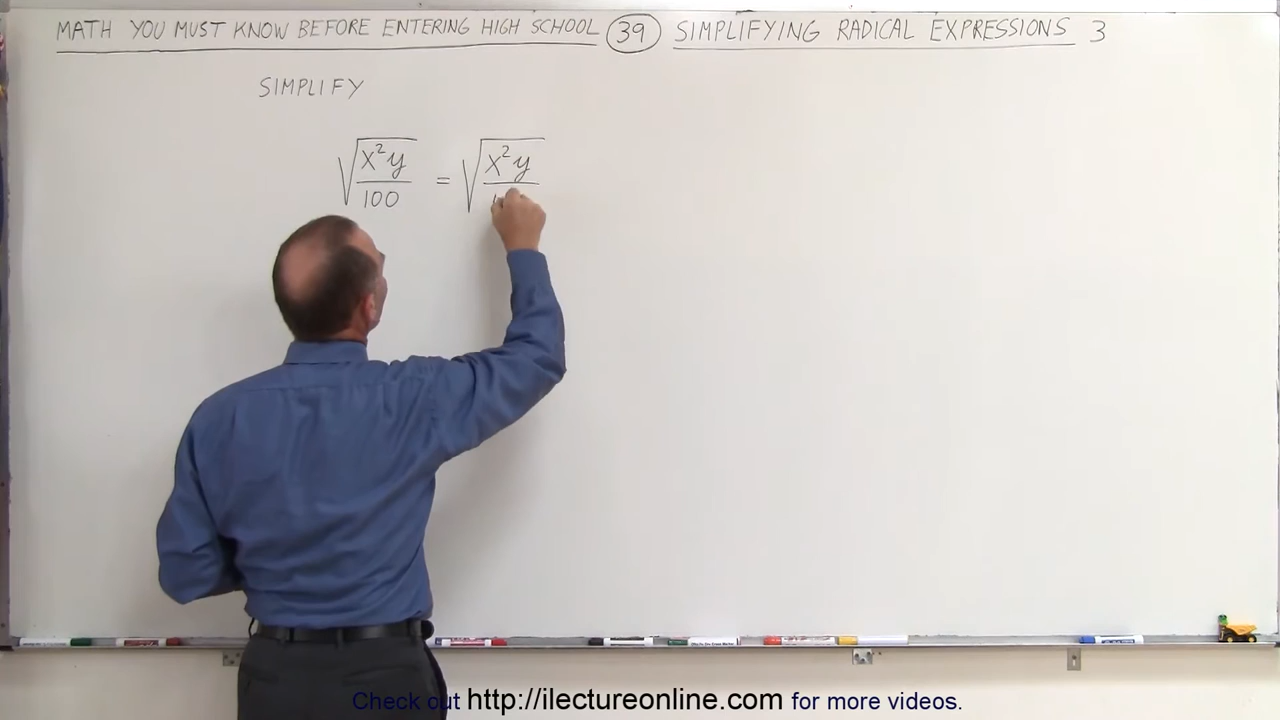 MATH YOU MUST KNOW BEFORE ENTERING HIGH SCHOOL 39 SIMPLIFYING RADICAL EXPRESSIONS 3
SIMPLIFY
√(x²y/100) = √(x²y/
Check out http://ilectureonline.com for more videos.